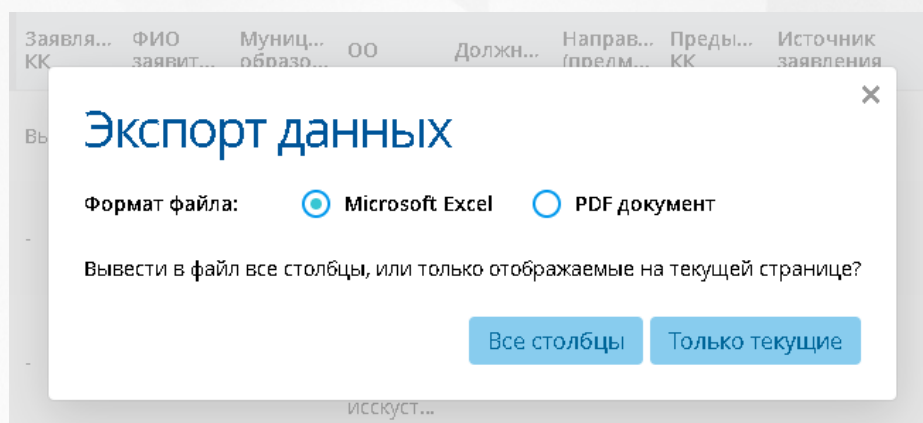 Заявля... ФИО Муниц... ОО Должн... Направ... Преды... Источник
КК заявит... образо... (предм... КК заявления
Вы
Экспорт данных
Формат файла: Microsoft Excel PDF документ
-
Вывести в файл все столбцы, или только отображаемые на текущей странице?
Все столбцы Только текущие
-
исскуст...